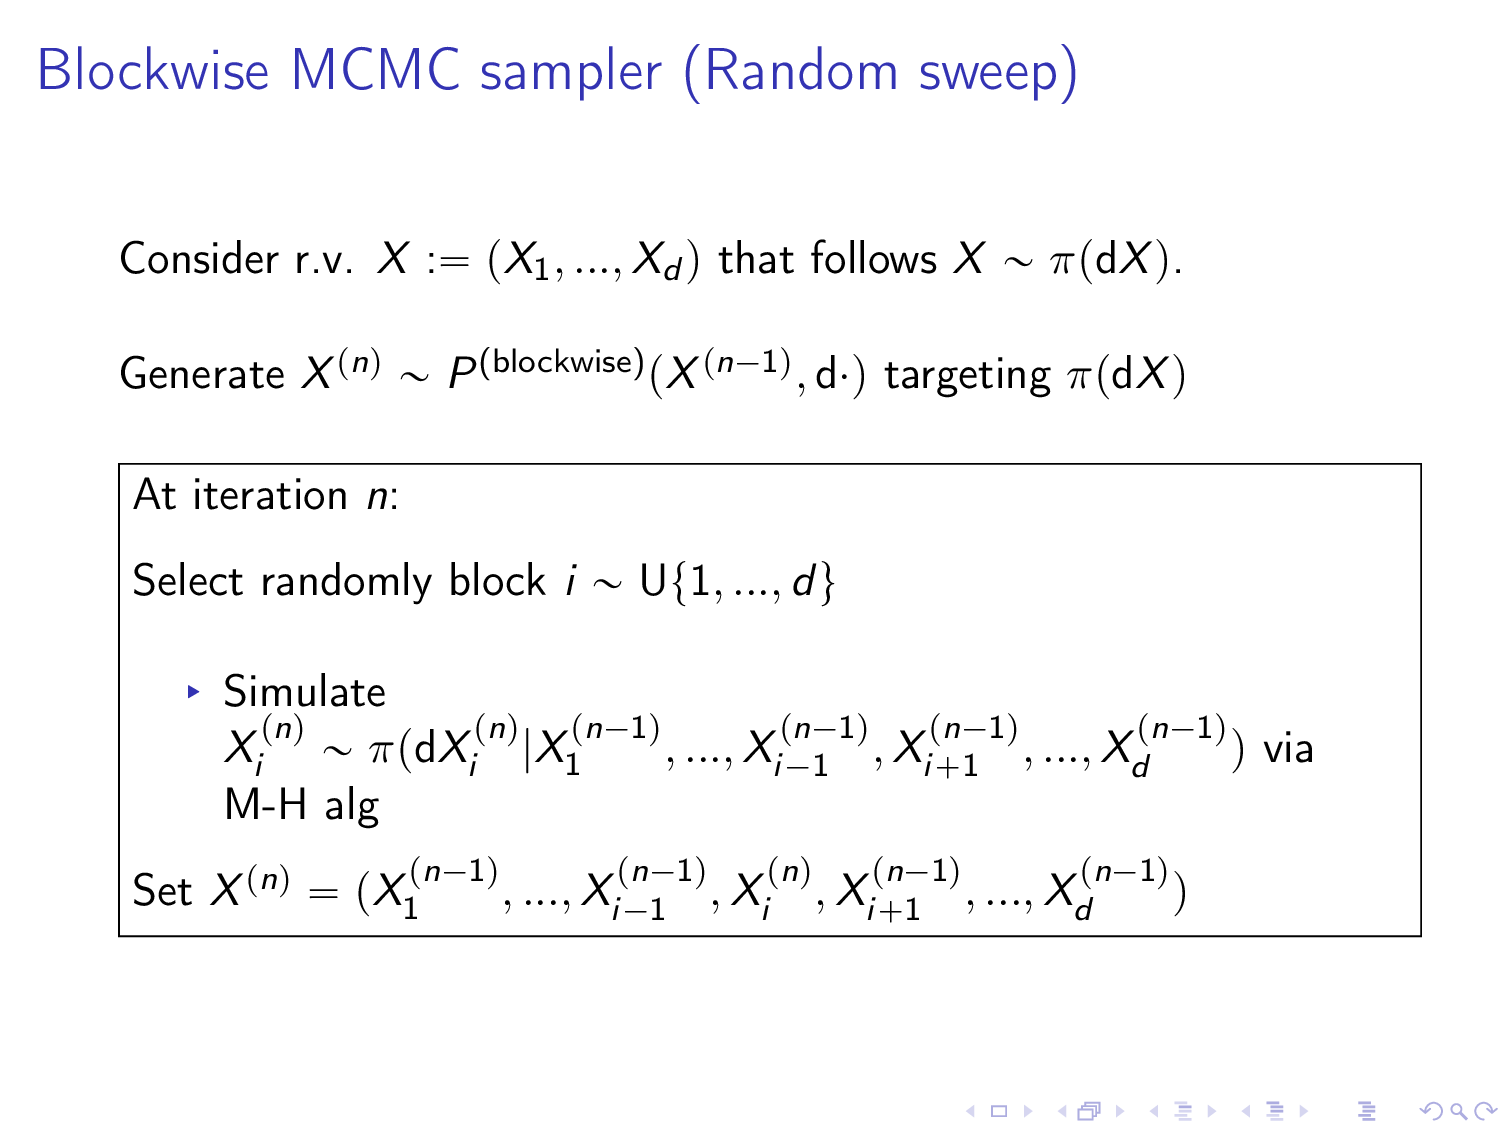 Blockwise MCMC sampler (Random sweep)
Consider r.v. $X := (X_1, ..., X_d)$ that follows $X \sim \pi(\mathrm{d}X)$.
Generate $X^{(n)} \sim P^{(\text{blockwise})}(X^{(n-1)}, \mathrm{d}\cdot)$ targeting $\pi(\mathrm{d}X)$
At iteration $n$:
Select randomly block $i \sim \mathrm{U}\{1, ..., d\}$
▸ Simulate
$X_i^{(n)} \sim \pi(\mathrm{d}X_i^{(n)}|X_1^{(n-1)}, ..., X_{i-1}^{(n-1)}, X_{i+1}^{(n-1)}, ..., X_d^{(n-1)})$ via
M-H alg
Set $X^{(n)} = (X_1^{(n-1)}, ..., X_{i-1}^{(n-1)}, X_i^{(n)}, X_{i+1}^{(n-1)}, ..., X_d^{(n-1)})$